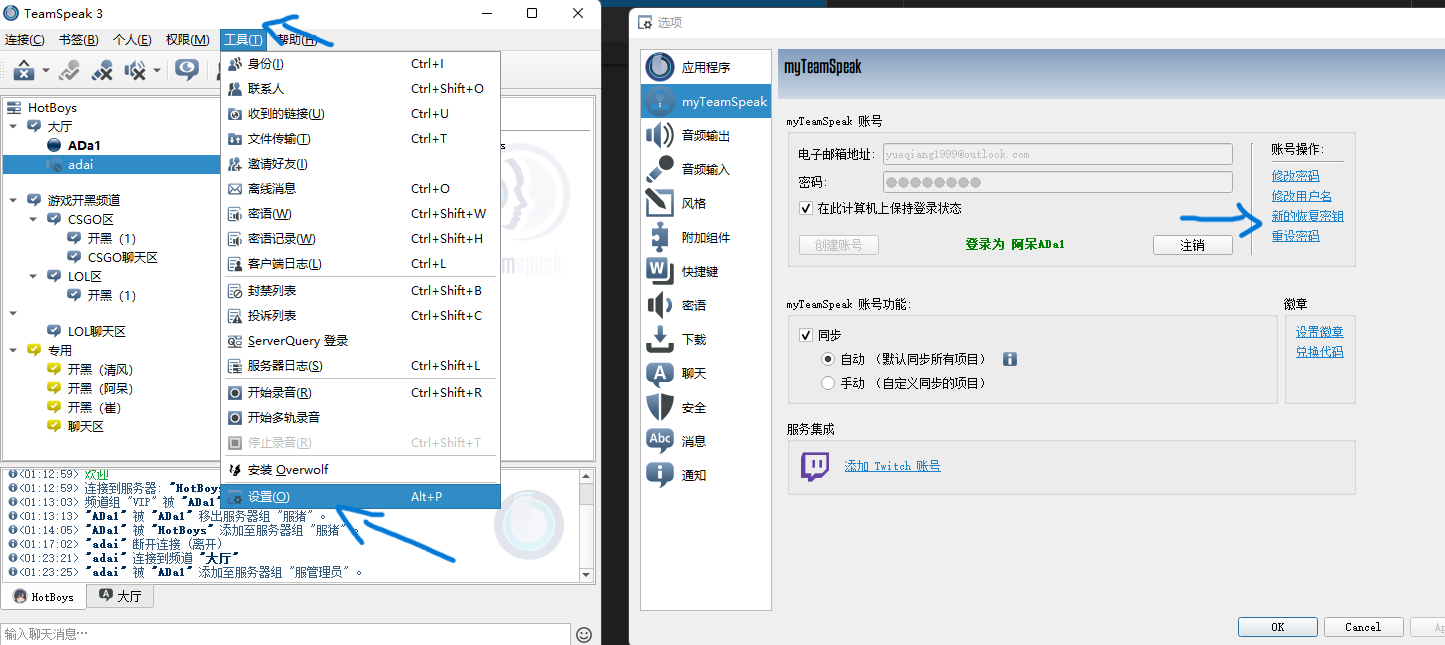 TeamSpeak 3
连接(C) 书签(B) 个人(E) 权限(M) 工具(T) 帮助(H)
HotBoys
大厅
ADa1
adai
游戏开黑频道
CSGO区
开黑 (1)
CSGO聊天区
LOL区
开黑 (1)
LOL聊天区
专用
开黑 (清风)
开黑 (阿呆)
开黑 (崔)
聊天区
身份(I) Ctrl+I
联系人 Ctrl+Shift+O
收到的链接(U) Ctrl+U
文件传输(T) Ctrl+T
邀请好友(I)
离线消息 Ctrl+O
密语(W) Ctrl+Shift+W
密语记录(W) Ctrl+Shift+H
客户端日志(L) Ctrl+L
封禁列表 Ctrl+Shift+B
投诉列表 Ctrl+Shift+C
ServerQuery 登录
服务器日志(S) Ctrl+Shift+L
开始录音(R) Ctrl+Shift+R
开始多轨录音
停止录音(R) Ctrl+Shift+T
安装 Overwolf
设置(O) Alt+P
<01:12:59> 欢迎
<01:12:59> 连接到服务器: "HotBoys
<01:13:03> 频道组 "VIP" 被 "ADa1"
<01:13:13> "ADa1" 被 "ADa1" 移出服务器组 "服猪"。
<01:14:05> "ADa1" 被 "HotBoys" 添加至服务器组 "服猪"。
<01:17:02> "adai" 断开连接 (离开)
<01:23:21> "adai" 连接到频道 "大厅"
<01:23:25> "adai" 被 "ADa1" 添加至服务器组 "服管理员"。
HotBoys
大厅
输入聊天消息…
选项
应用程序
myTeamSpeak
音频输出
音频输入
风格
附加组件
快捷键
密语
下载
聊天
安全
消息
通知
myTeamSpeak
myTeamSpeak 账号
电子邮箱地址: yueqiang1999@outlook.com
密码:
在此计算机上保持登录状态
创建账号
登录为 阿呆ADa1
注销
账号操作:
修改密码
修改用户名
新的恢复密钥
重设密码
myTeamSpeak 账号功能:
同步
自动 (默认同步所有项目)
手动 (自定义同步的项目)
徽章
设置徽章
兑换代码
服务集成
添加 Twitch 账号
OK
Cancel